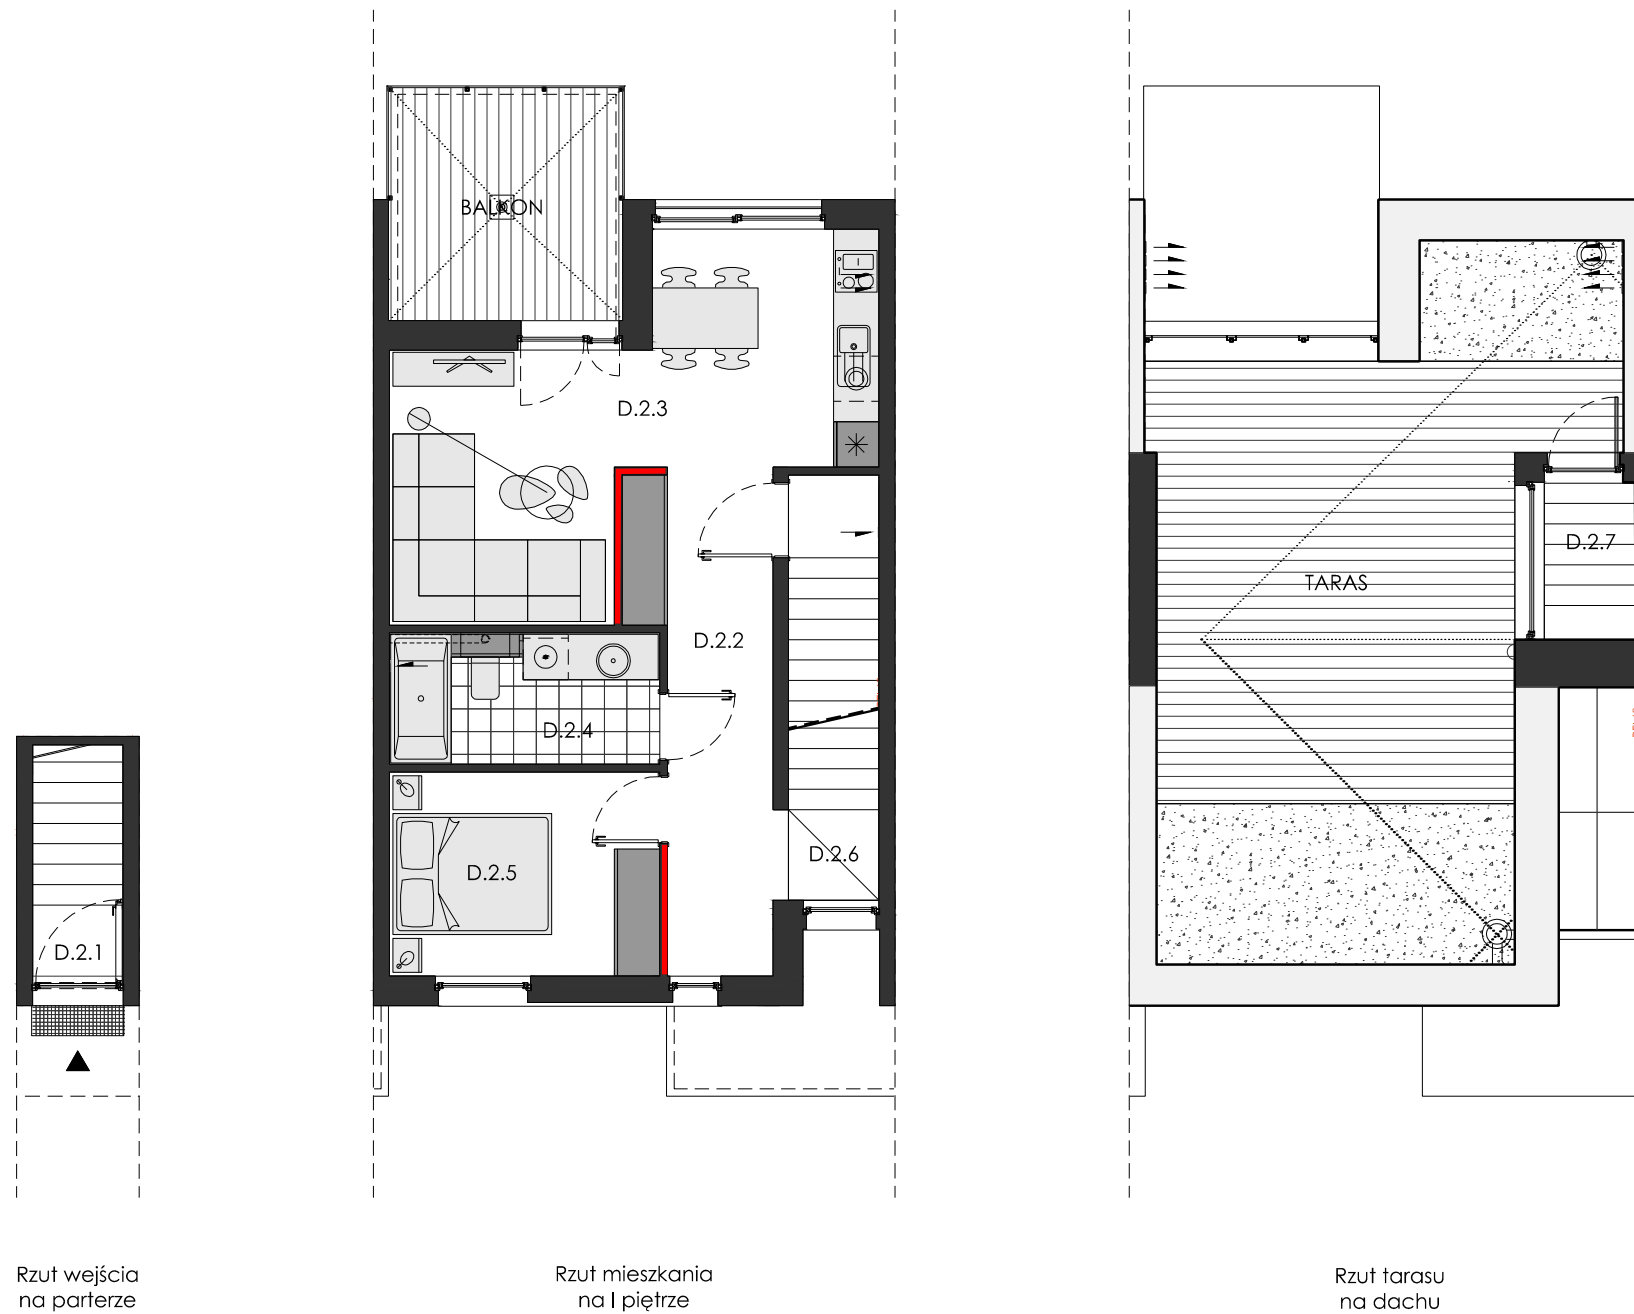 BALKON
D.2.3
D.2.2
D.2.4
D.2.5
D.2.6
D.2.1
TARAS
D.2.7
Rzut wejścia
na parterze
Rzut mieszkania
na I piętrze
Rzut tarasu
na dachu